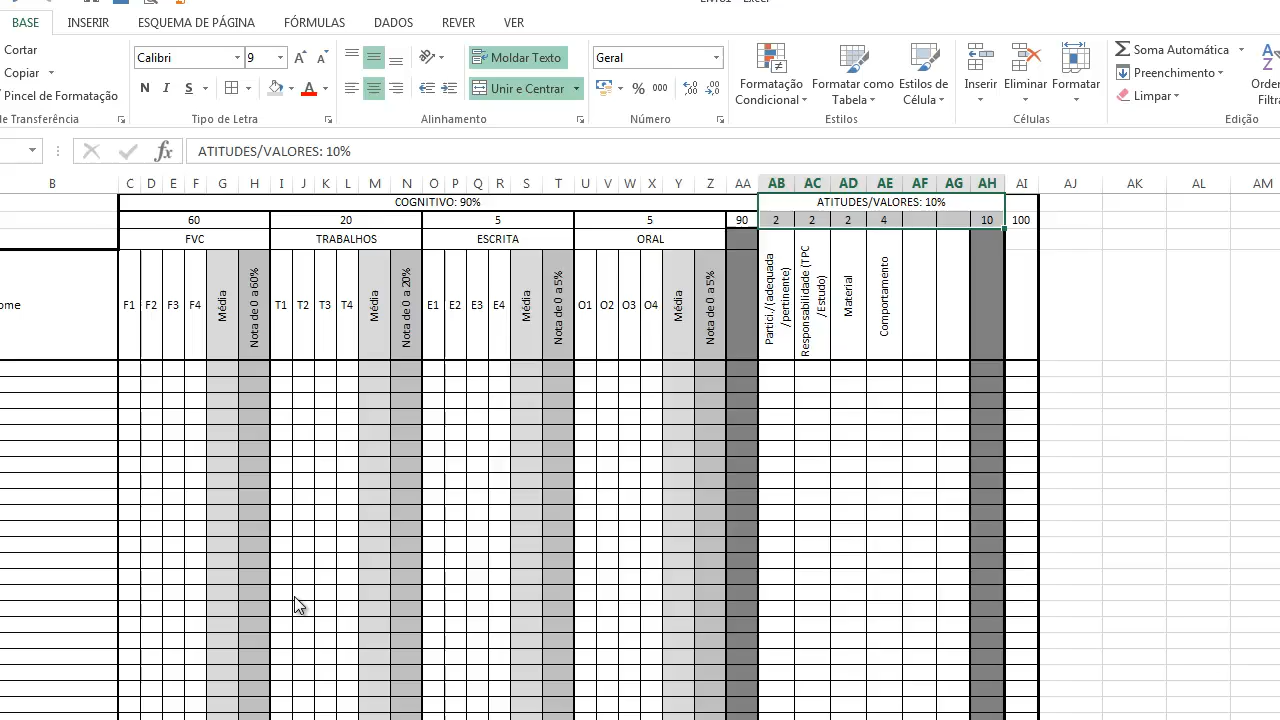 BASE INSERIR ESQUEMA DE PÁGINA FÓRMULAS DADOS REVER VER
Cortar
Copiar
Pincel de Formatação
de Transferência
Calibri 9
N I S
Tipo de Letra
Moldar Texto
Unir e Centrar
Alinhamento
Geral
% 000
Número
Formatação
Condicional
Formatar como
Tabela
Estilos de
Célula
Estilos
Inserir Eliminar Formatar
Células
Soma Automática
Preenchimento
Limpar
Edição
fx ATITUDES/VALORES: 10%
B C D E F G H I J K L M N O P Q R S T U V W X Y Z AA AB AC AD AE AF AG AH AI AJ AK AL AM
COGNITIVO: 90% ATITUDES/VALORES: 10%
60 20 5 5 90 2 2 2 4 10 100
FVC TRABALHOS ESCRITA ORAL
F1 F2 F3 F4 Média Nota de 0 a 60% T1 T2 T3 T4 Média Nota de 0 a 20% E1 E2 E3 E4 Média Nota de 0 a 5% O1 O2 O3 O4 Média Nota de 0 a 5%
Partici./(adequada
/pertinente)
Responsabilidade (TPC
/Estudo)
Material
Comportamento